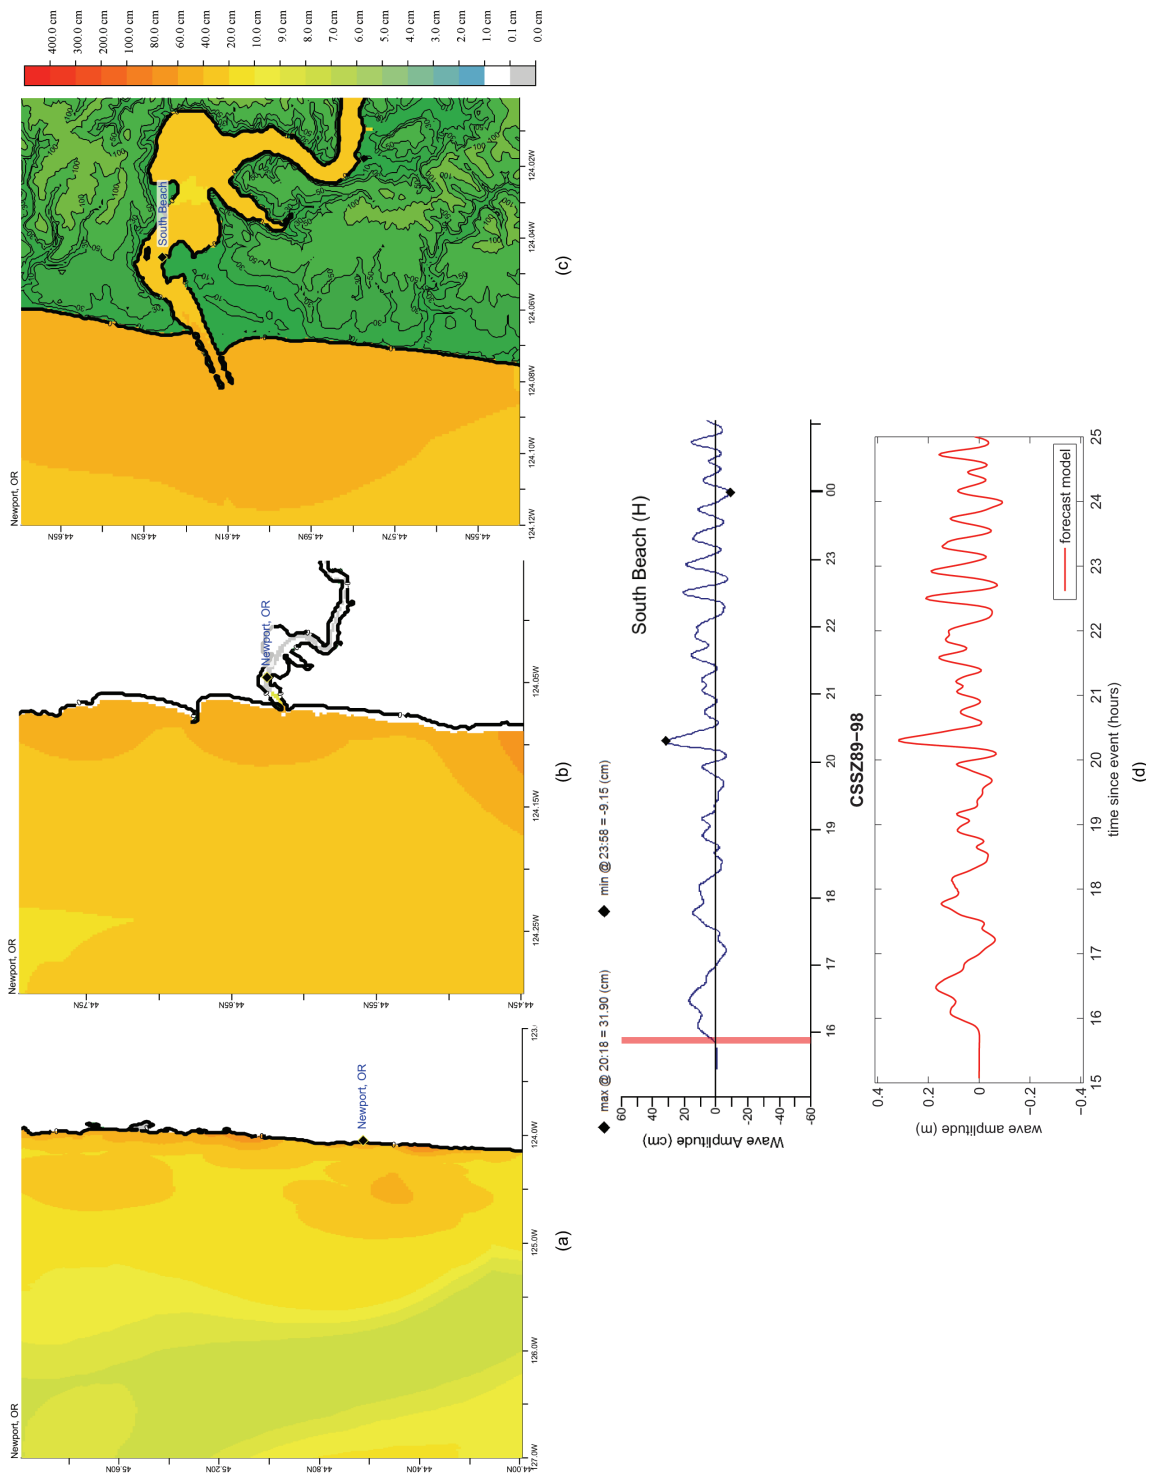 Newport, OR
45.60N
45.20N
44.80N
44.40N
44.00N
127.0W
126.0W
125.0W
124.0W
123.
0
0
0
Newport, OR
(a)
Newport, OR
44.75N
44.65N
44.55N
44.45N
124.25W
124.15W
124.05W
0
0
0
Newport, OR
(b)
Newport, OR
44.65N
44.63N
44.61N
44.59N
44.57N
44.55N
124.12W
124.10W
124.08W
124.06W
124.04W
124.02W
South Beach
(c)
400.0 cm
300.0 cm
200.0 cm
100.0 cm
80.0 cm
60.0 cm
40.0 cm
20.0 cm
10.0 cm
9.0 cm
8.0 cm
7.0 cm
6.0 cm
5.0 cm
4.0 cm
3.0 cm
2.0 cm
1.0 cm
0.1 cm
0.0 cm
max @ 20:18 = 31.90 (cm) min @ 23:58 = -9.15 (cm)
South Beach (H)
Wave Amplitude (cm)
60
40
20
0
-20
-40
-60
16 17 18 19 20 21 22 23 00
CSSZ89−98
wave amplitude (m)
0.4
0.2
0
−0.2
−0.4
15 16 17 18 19 20 21 22 23 24 25
forecast model
time since event (hours)
(d)